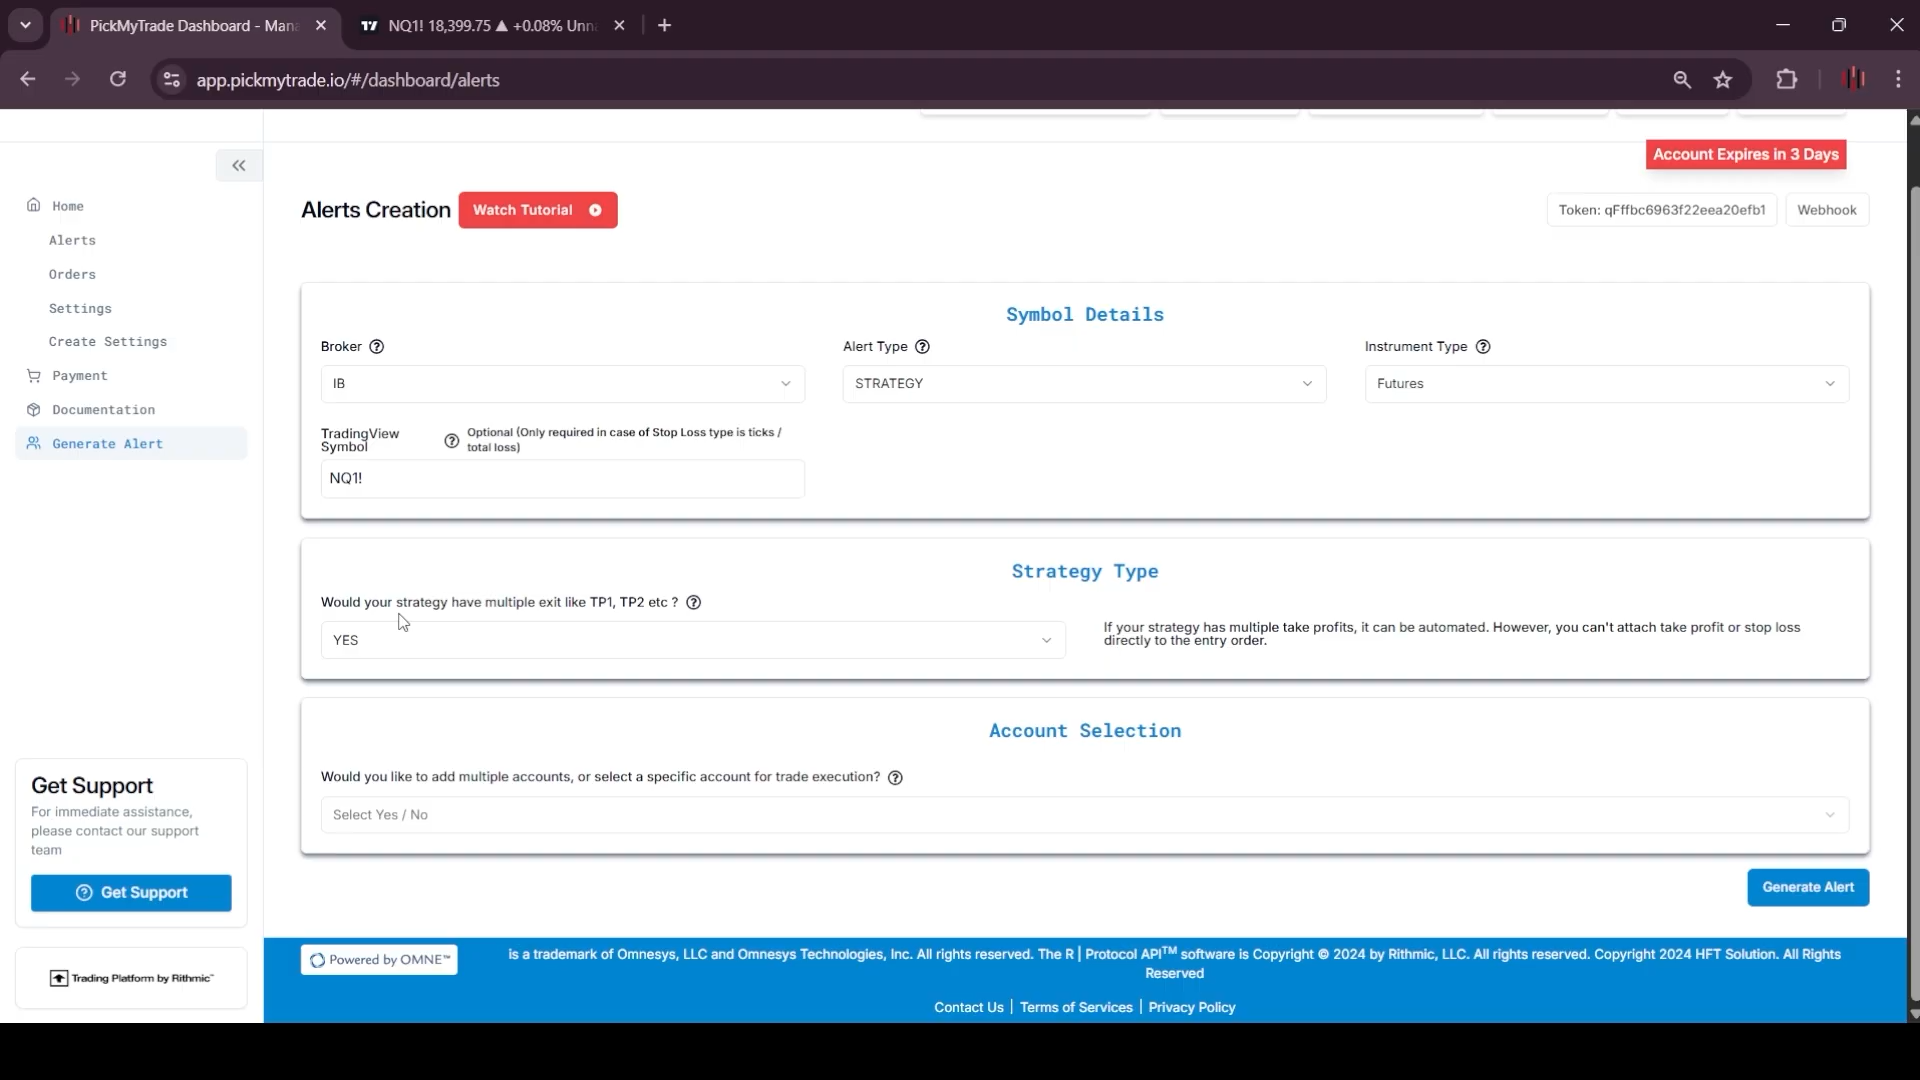 PickMyTrade Dashboard - Mana
NQ1! 18,399.75 ▲ +0.08% Unna
app.pickmytrade.io/#/dashboard/alerts
Account Expires in 3 Days
Home
Alerts
Orders
Settings
Create Settings
Payment
Documentation
Generate Alert
Alerts Creation
Watch Tutorial
Token: qFffbc6963f22eea20efb1
Webhook
Symbol Details
Broker
Alert Type
Instrument Type
IB
STRATEGY
Futures
TradingView
Symbol
Optional (Only required in case of Stop Loss type is ticks /
total loss)
NQ1!
Strategy Type
Would your strategy have multiple exit like TP1, TP2 etc ?
YES
If your strategy has multiple take profits, it can be automated. However, you can't attach take profit or stop loss
directly to the entry order.
Account Selection
Would you like to add multiple accounts, or select a specific account for trade execution?
Select Yes / No
Generate Alert
Get Support
For immediate assistance,
please contact our support
team
Get Support
Trading Platform by Rithmic™
Powered by OMNE™
is a trademark of Omnesys, LLC and Omnesys Technologies, Inc. All rights reserved. The R | Protocol API™ software is Copyright © 2024 by Rithmic, LLC. All rights reserved. Copyright 2024 HFT Solution. All Rights
Reserved
Contact Us | Terms of Services | Privacy Policy